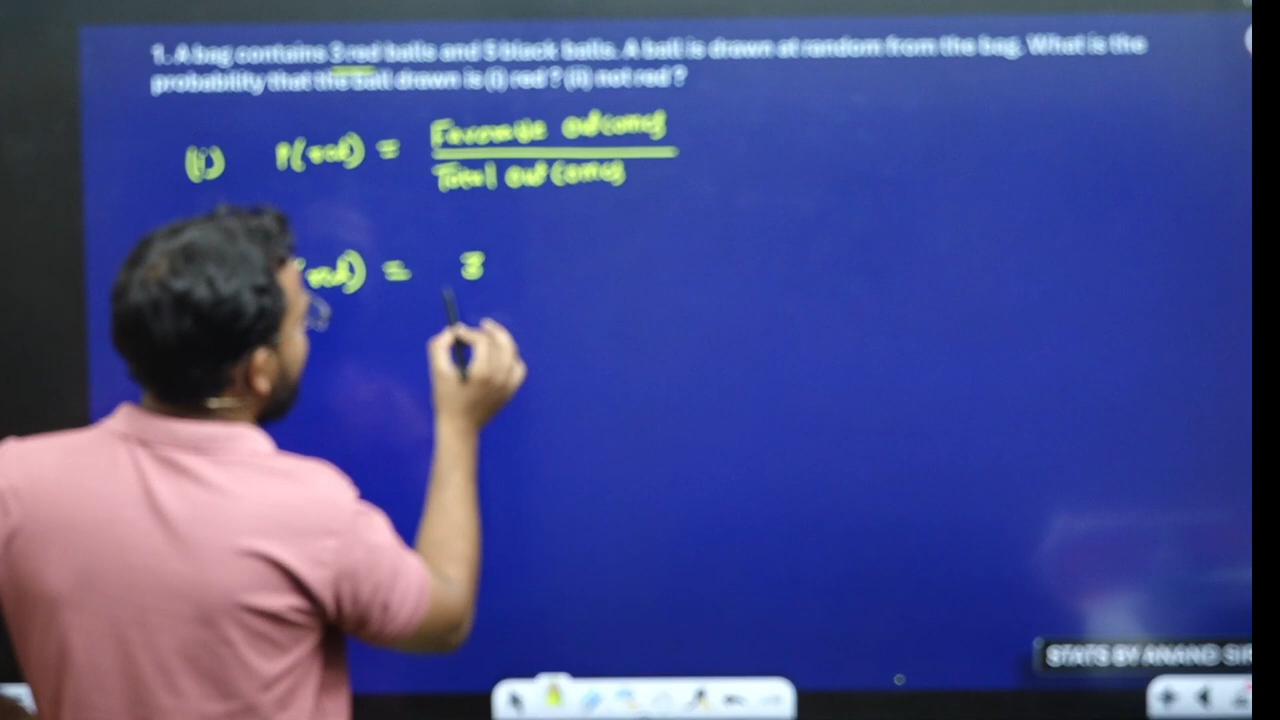 1. A bag contains 3 red balls and 5 black balls. A ball is drawn at random from the bag. What is the
probability that the ball drawn is (i) red ? (ii) not red ?
(i) P(red) = Favourable outcomes
Total outcomes
(red) = 3
STATS BY ANAND SIR